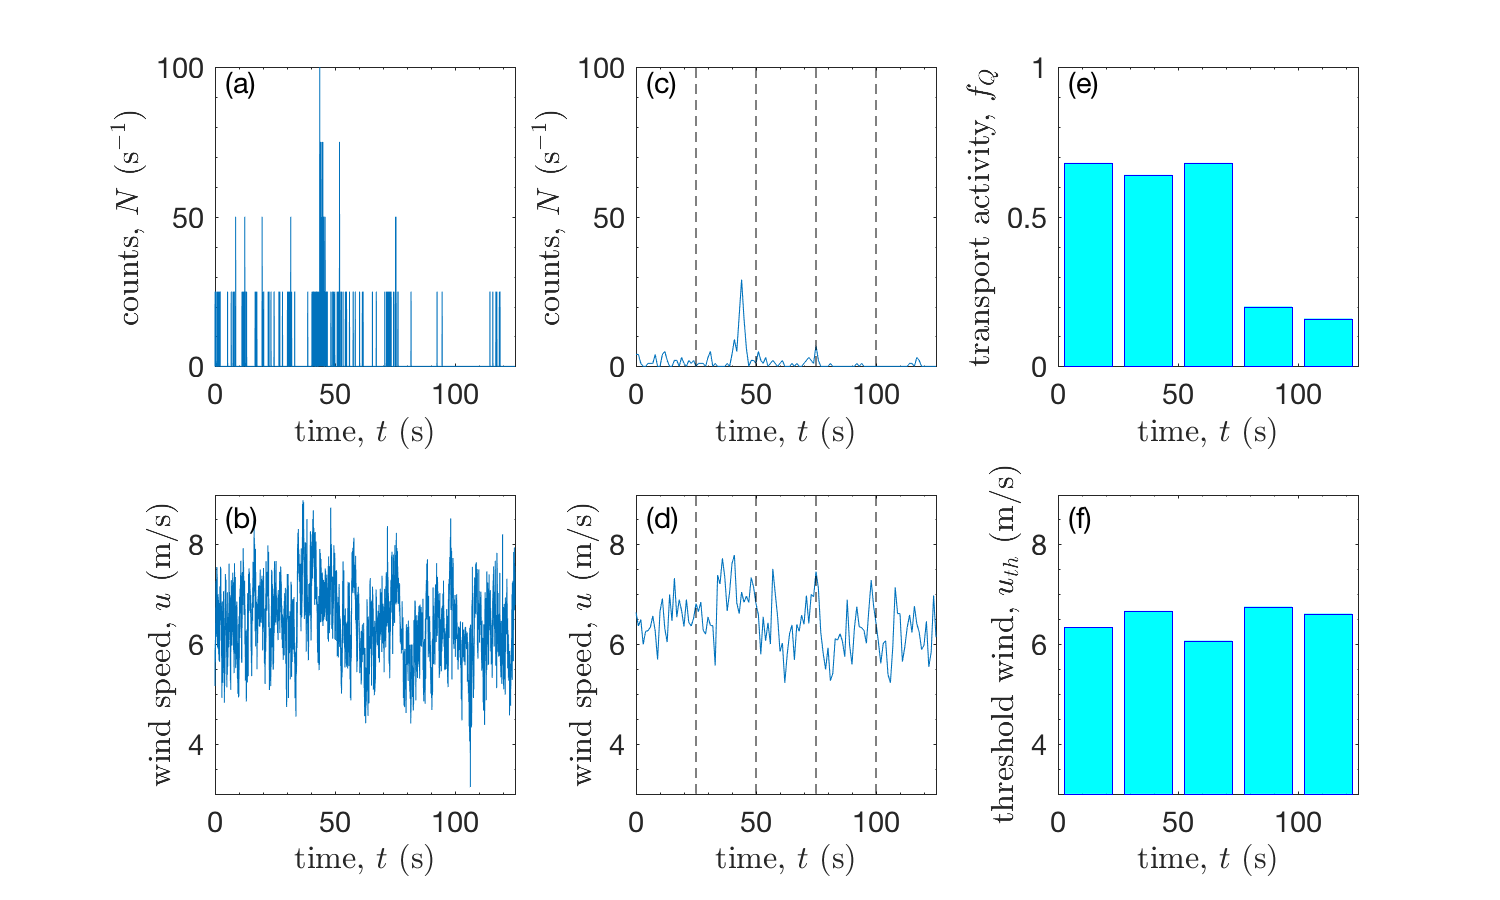 (a)
100
50
0
counts, N (s⁻¹)
0 50 100
time, t (s)
(c)
100
50
0
counts, N (s⁻¹)
0 50 100
time, t (s)
(e)
1
0.5
0
transport activity, f_Q
0 50 100
time, t (s)
(b)
8
6
4
wind speed, u (m/s)
0 50 100
time, t (s)
(d)
8
6
4
wind speed, u (m/s)
0 50 100
time, t (s)
(f)
8
6
4
threshold wind, u_th (m/s)
0 50 100
time, t (s)